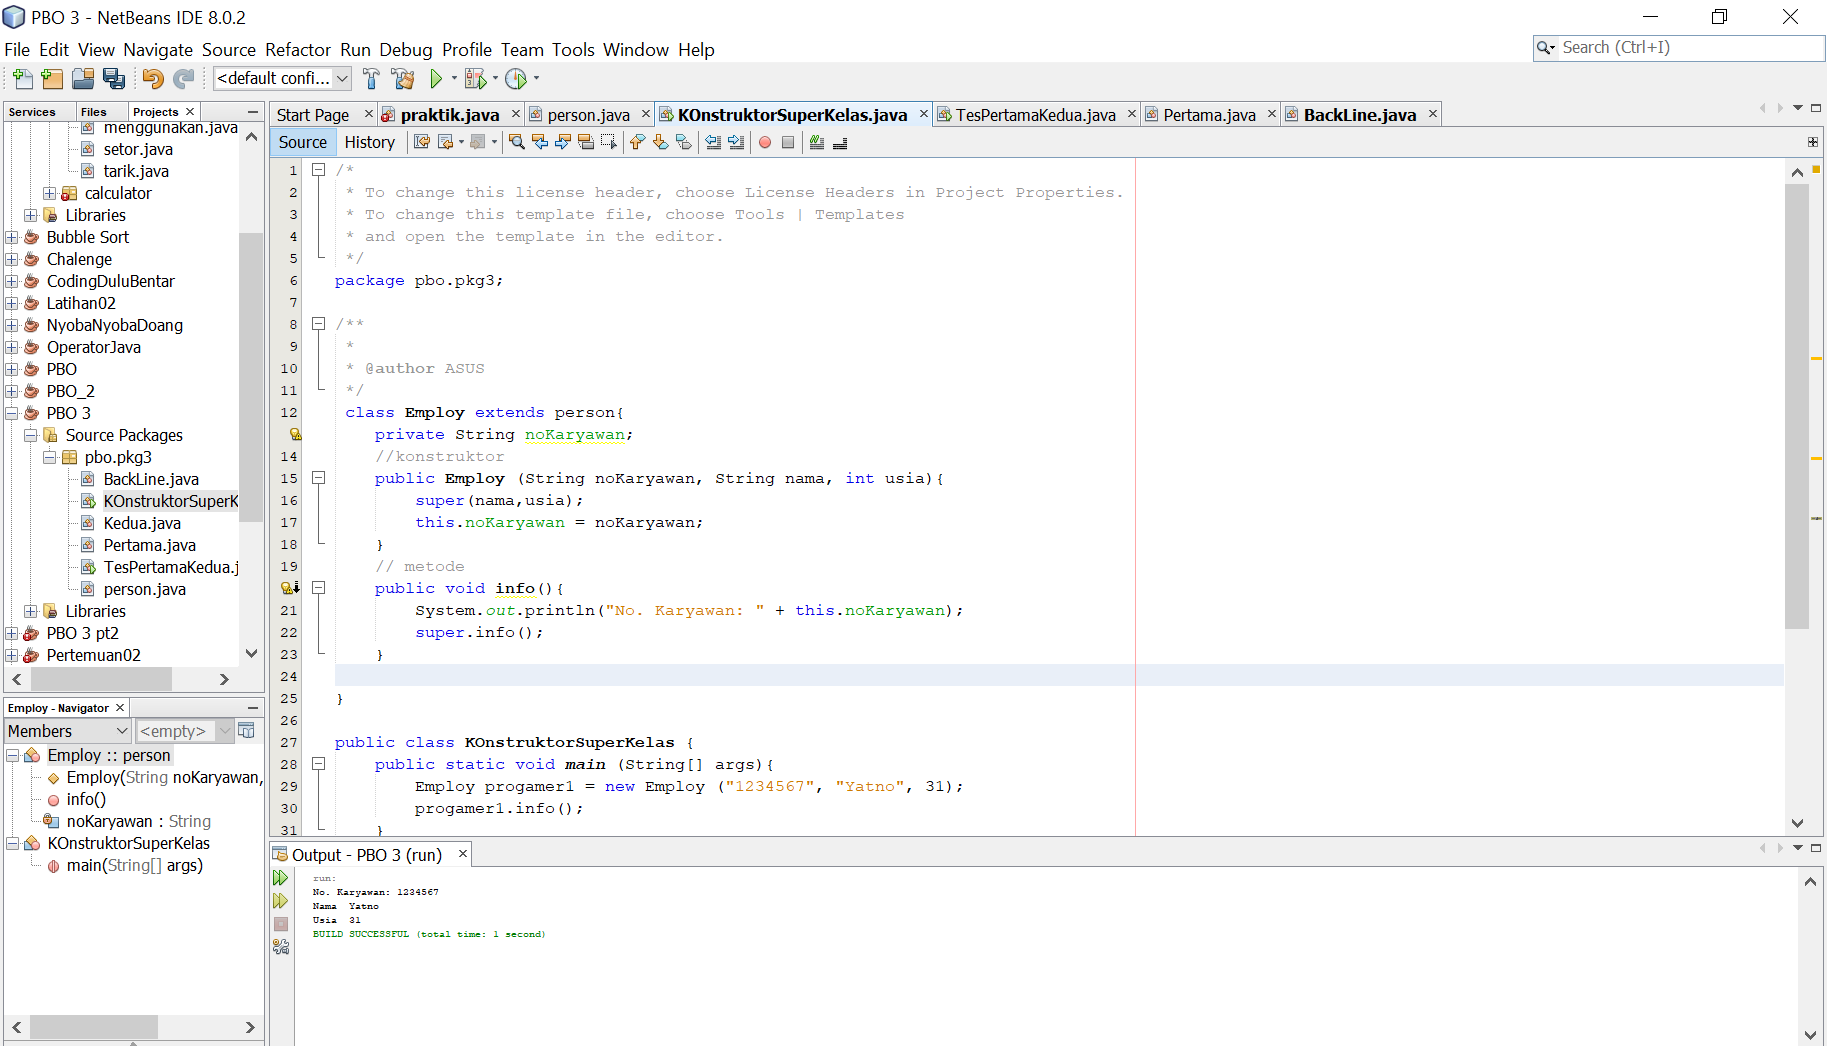 PBO 3 - NetBeans IDE 8.0.2
File Edit View Navigate Source Refactor Run Debug Profile Team Tools Window Help
Search (Ctrl+I)
<default confi...
Services Files Projects
menggunakan.java
setor.java
tarik.java
calculator
Libraries
Bubble Sort
Chalenge
CodingDuluBentar
Latihan02
NyobaNyobaDoang
OperatorJava
PBO
PBO_2
PBO 3
Source Packages
pbo.pkg3
BackLine.java
KOnstruktorSuperK
Kedua.java
Pertama.java
TesPertamaKedua.j
person.java
Libraries
PBO 3 pt2
Pertemuan02
Employ - Navigator
Members <empty>
Employ :: person
Employ(String noKaryawan,
info()
noKaryawan : String
KOnstruktorSuperKelas
main(String[] args)
Start Page praktik.java person.java KOnstruktorSuperKelas.java TesPertamaKedua.java Pertama.java BackLine.java
Source History
1 /*
2 * To change this license header, choose License Headers in Project Properties.
3 * To change this template file, choose Tools | Templates
4 * and open the template in the editor.
5 */
6 package pbo.pkg3;
7
8 /**
9 *
10 * @author ASUS
11 */
12 class Employ extends person{
private String noKaryawan;
14 //konstruktor
15 public Employ (String noKaryawan, String nama, int usia){
16 super(nama,usia);
17 this.noKaryawan = noKaryawan;
18 }
19 // metode
public void info(){
21 System.out.println("No. Karyawan: " + this.noKaryawan);
22 super.info();
23 }
24
25 }
26
27 public class KOnstruktorSuperKelas {
28 public static void main (String[] args){
29 Employ progamer1 = new Employ ("1234567", "Yatno", 31);
30 progamer1.info();
31 }
Output - PBO 3 (run)
run:
No. Karyawan: 1234567
Nama Yatno
Usia 31
BUILD SUCCESSFUL (total time: 1 second)